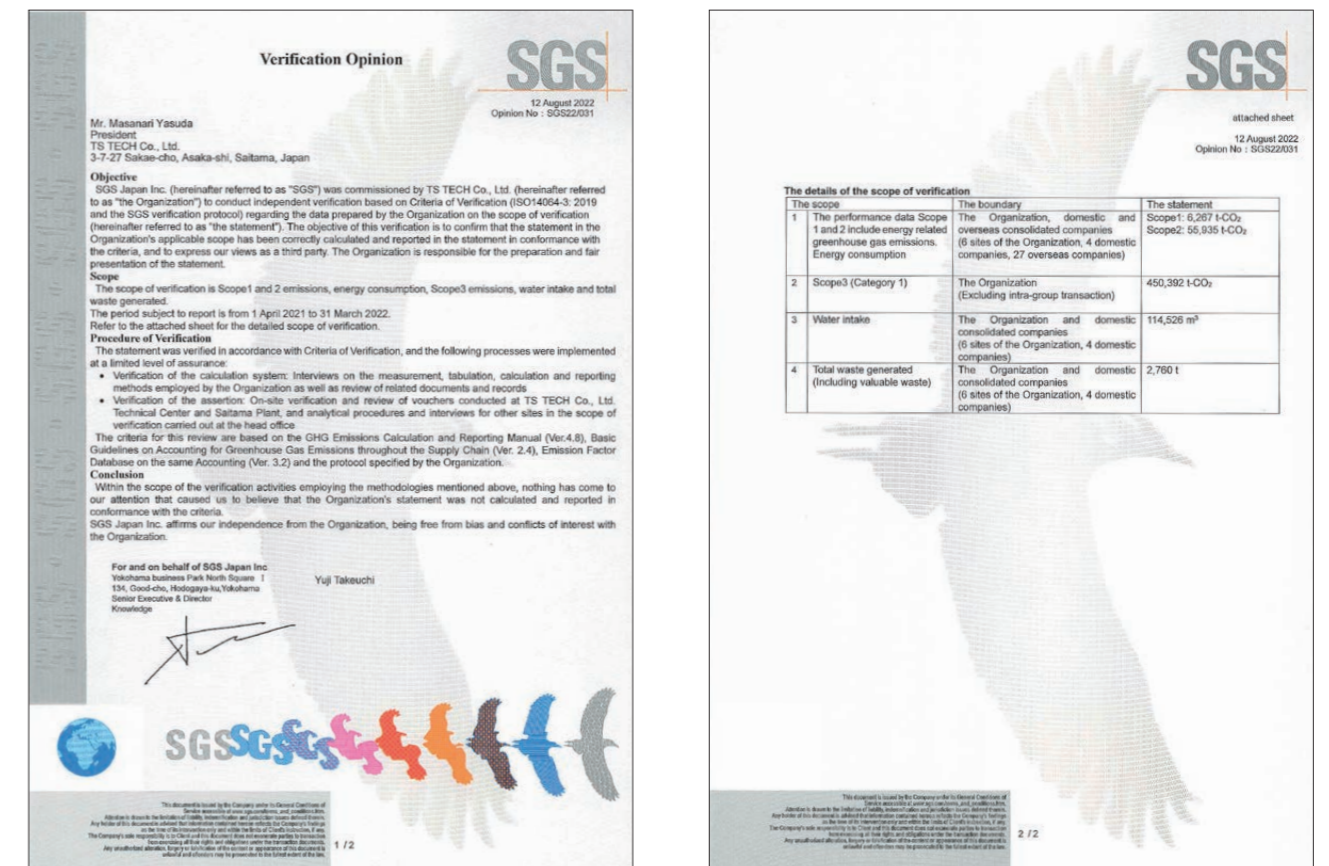 Verification Opinion
SGS
12 August 2022
Opinion No : SGS22/031
Mr. Masanari Yasuda
President
TS TECH Co., Ltd.
3-7-27 Sakae-cho, Asaka-shi, Saitama, Japan
Objective
SGS Japan Inc. (hereinafter referred to as "SGS") was commissioned by TS TECH Co., Ltd. (hereinafter referred
to as "the Organization") to conduct independent verification based on Criteria of Verification (ISO14064-3: 2019
and the SGS verification protocol) regarding the data prepared by the Organization on the scope of verification
(hereinafter referred to as "the statement"). The objective of this verification is to confirm that the statement in the
Organization's applicable scope has been correctly calculated and reported in the statement in conformance with
the criteria, and to express our views as a third party. The Organization is responsible for the preparation and fair
presentation of the statement.
Scope
The scope of verification is Scope1 and 2 emissions, energy consumption, Scope3 emissions, water intake and total
waste generated.
The period subject to report is from 1 April 2021 to 31 March 2022.
Refer to the attached sheet for the detailed scope of verification.
Procedure of Verification
The statement was verified in accordance with Criteria of Verification, and the following processes were implemented
at a limited level of assurance:
• Verification of the calculation system: Interviews on the measurement, tabulation, calculation and reporting
methods employed by the Organization as well as review of related documents and records
• Verification of the assertion: On-site verification and review of vouchers conducted at TS TECH Co., Ltd.
Technical Center and Saitama Plant, and analytical procedures and interviews for other sites in the scope of
verification carried out at the head office
The criteria for this review are based on the GHG Emissions Calculation and Reporting Manual (Ver.4.8), Basic
Guidelines on Accounting for Greenhouse Gas Emissions throughout the Supply Chain (Ver. 2.4), Emission Factor
Database on the same Accounting (Ver. 3.2) and the protocol specified by the Organization.
Conclusion
Within the scope of the verification activities employing the methodologies mentioned above, nothing has come to
our attention that caused us to believe that the Organization's statement was not calculated and reported in
conformance with the criteria.
SGS Japan Inc. affirms our independence from the Organization, being free from bias and conflicts of interest with
the Organization.
For and on behalf of SGS Japan Inc
Yokohama business Park North Square I
134, Good-cho, Hodogaya-ku,Yokohama
Senior Executive & Director
Knowledge
Yuji Takeuchi
SGSSGSSGS
This document is issued by the Company under its General Conditions of
1 / 2
SGS
attached sheet
12 August 2022
Opinion No : SGS22/031
The details of the scope of verification
The scope The boundary The statement
1 The performance data Scope The Organization, domestic and Scope1: 6,267 t-CO₂
1 and 2 include energy related overseas consolidated companies Scope2: 55,935 t-CO₂
greenhouse gas emissions. (6 sites of the Organization, 4 domestic
Energy consumption companies, 27 overseas companies)
2 Scope3 (Category 1) The Organization 450,392 t-CO₂
(Excluding intra-group transaction)
3 Water intake The Organization and domestic 114,526 m³
consolidated companies
(6 sites of the Organization, 4 domestic
companies)
4 Total waste generated The Organization and domestic 2,760 t
(Including valuable waste) consolidated companies
(6 sites of the Organization, 4 domestic
companies)
This document is issued by the Company under its General Conditions of
2 / 2